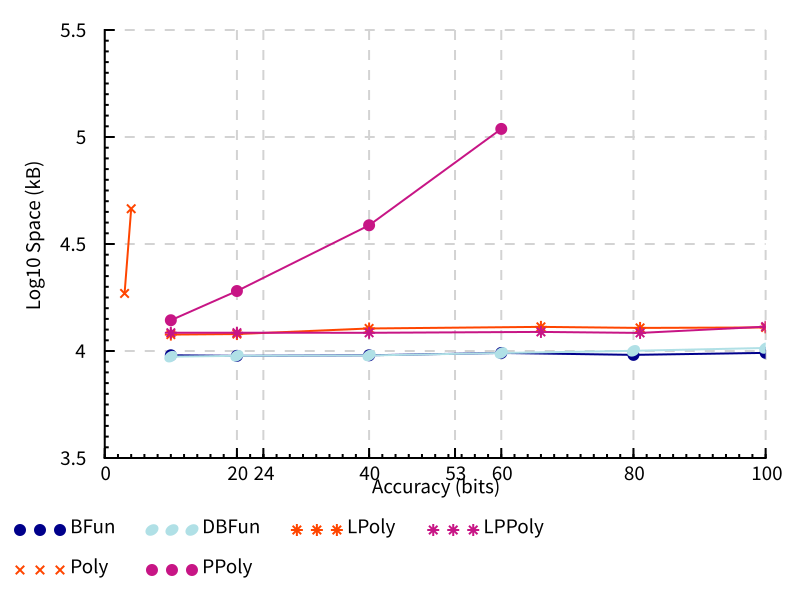 5.5
5
4.5
4
3.5
Log10 Space (kB)
0 20 24 40 53 60 80 100
Accuracy (bits)
BFun DBFun LPoly LPPoly
Poly PPoly